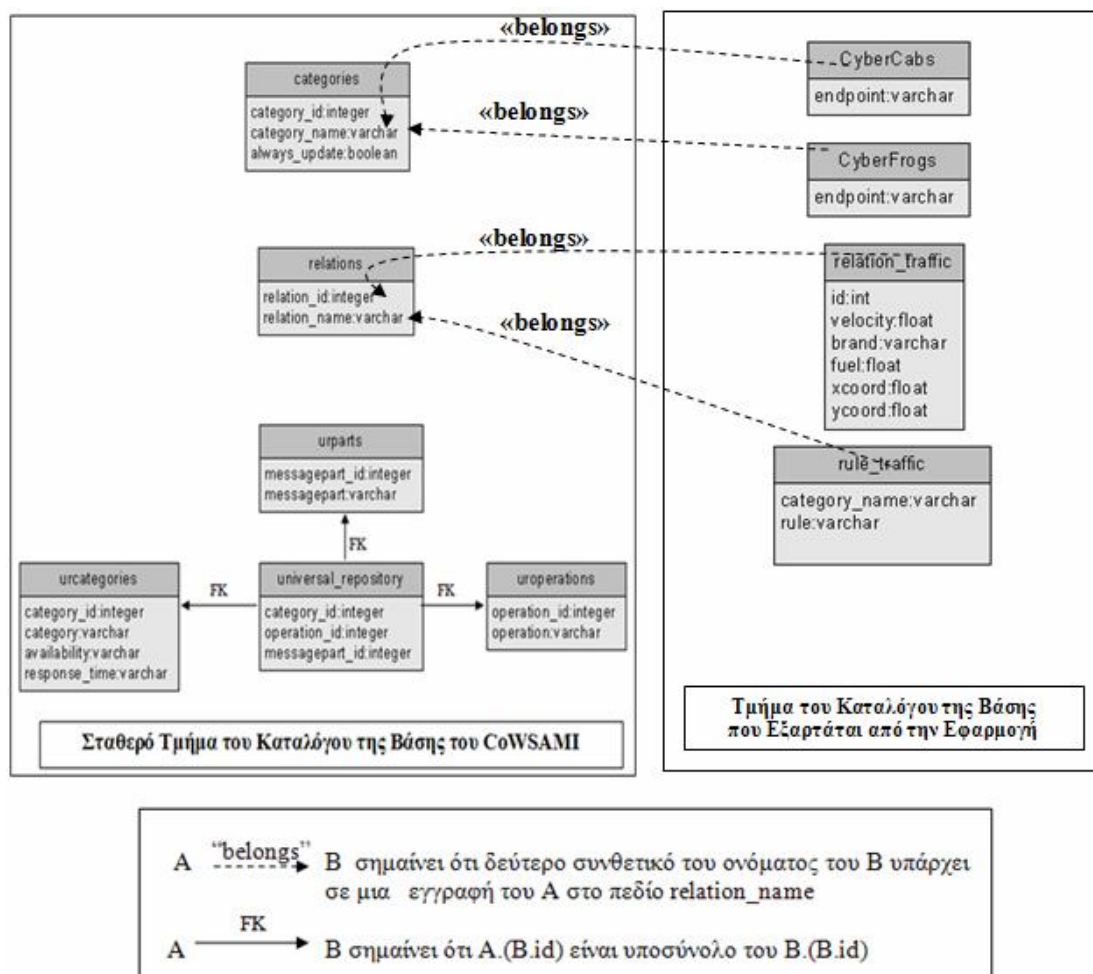 «belongs»
categories
category_id:integer
category_name:varchar
always_update:boolean
«belongs»
«belongs»
relations
relation_id:integer
relation_name:varchar
«belongs»
urparts
messagepart_id:integer
messagepart:varchar
FK
urcategories
category_id:integer
category:varchar
availability:varchar
response_time:varchar
FK
universal_repository
category_id:integer
operation_id:integer
messagepart_id:integer
FK
uroperations
operation_id:integer
operation:varchar
Σταθερό Τμήμα του Καταλόγου της Βάσης του CoWSAMI
CyberCabs
endpoint:varchar
CyberFrogs
endpoint:varchar
relation_traffic
id:int
velocity:float
brand:varchar
fuel:float
xcoord:float
ycoord:float
rule_traffic
category_name:varchar
rule:varchar
Τμήμα του Καταλόγου της Βάσης
που Εξαρτάται από την Εφαρμογή
A “belongs” B σημαίνει ότι δεύτερο συνθετικό του ονόματος του B υπάρχει
σε μια εγγραφή του A στο πεδίο relation_name
A FK B σημαίνει ότι A.(B.id) είναι υποσύνολο του B.(B.id)